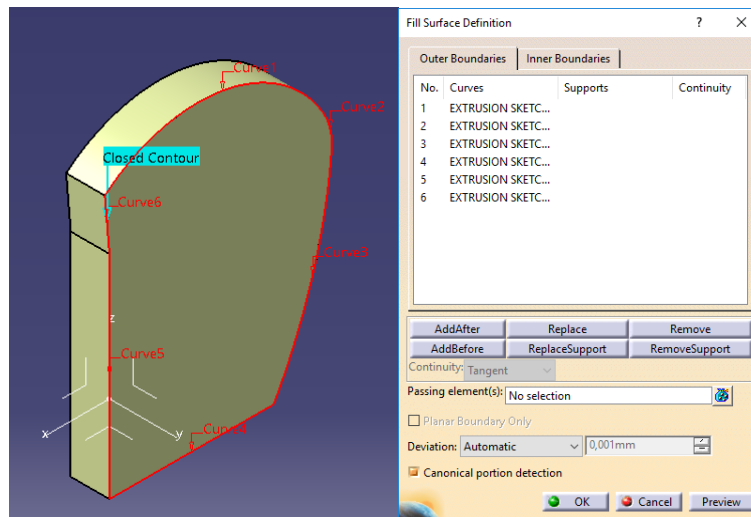 Curve1
Curve2
Closed Contour
Curve6
Curve3
z
Curve5
x
y
Curve4
Fill Surface Definition
? ×
Outer Boundaries Inner Boundaries
No. Curves Supports Continuity
1 EXTRUSION SKETC...
2 EXTRUSION SKETC...
3 EXTRUSION SKETC...
4 EXTRUSION SKETC...
5 EXTRUSION SKETC...
6 EXTRUSION SKETC...
AddAfter Replace Remove
AddBefore ReplaceSupport RemoveSupport
Continuity: Tangent
Passing element(s): No selection
Planar Boundary Only
Deviation: Automatic 0,001mm
Canonical portion detection
OK Cancel Preview